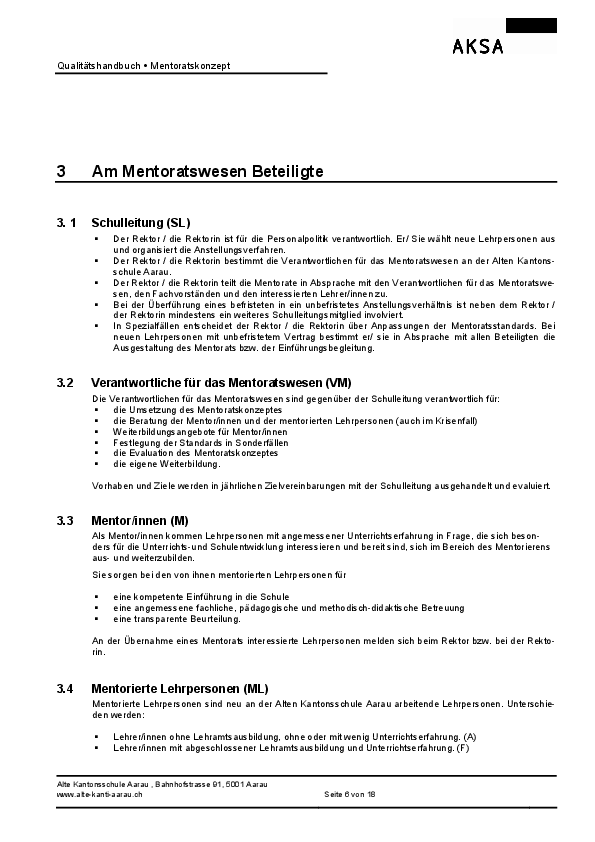 AKSA
Qualitätshandbuch • Mentoratskonzept
3 Am Mentoratswesen Beteiligte
3. 1 Schulleitung (SL)
▪ Der Rektor / die Rektorin ist für die Personalpolitik verantwortlich. Er/ Sie wählt neue Lehrpersonen aus
und organisiert die Anstellungsverfahren.
▪ Der Rektor / die Rektorin bestimmt die Verantwortlichen für das Mentoratswesen an der Alten Kantons-
schule Aarau.
▪ Der Rektor / die Rektorin teilt die Mentorate in Absprache mit den Verantwortlichen für das Mentoratswe-
sen, den Fachvorständen und den interessierten Lehrer/innen zu.
▪ Bei der Überführung eines befristeten in ein unbefristetes Anstellungsverhältnis ist neben dem Rektor /
der Rektorin mindestens ein weiteres Schulleitungsmitglied involviert.
▪ In Spezialfällen entscheidet der Rektor / die Rektorin über Anpassungen der Mentoratsstandards. Bei
neuen Lehrpersonen mit unbefristetem Vertrag bestimmt er/ sie in Absprache mit allen Beteiligten die
Ausgestaltung des Mentorats bzw. der Einführungsbegleitung.
3.2 Verantwortliche für das Mentoratswesen (VM)
Die Verantwortlichen für das Mentoratswesen sind gegenüber der Schulleitung verantwortlich für:
▪ die Umsetzung des Mentoratskonzeptes
▪ die Beratung der Mentor/innen und der mentorierten Lehrpersonen (auch im Krisenfall)
▪ Weiterbildungsangebote für Mentor/innen
▪ Festlegung der Standards in Sonderfällen
▪ die Evaluation des Mentoratskonzeptes
▪ die eigene Weiterbildung.
Vorhaben und Ziele werden in jährlichen Zielvereinbarungen mit der Schulleitung ausgehandelt und evaluiert.
3.3 Mentor/innen (M)
Als Mentor/innen kommen Lehrpersonen mit angemessener Unterrichtserfahrung in Frage, die sich beson-
ders für die Unterrichts-und Schulentwicklung interessieren und bereit sind, sich im Bereich des Mentorierens
aus- und weiterzubilden.
Sie sorgen bei den von ihnen mentorierten Lehrpersonen für
▪ eine kompetente Einführung in die Schule
▪ eine angemessene fachliche, pädagogische und methodisch-didaktische Betreuung
▪ eine transparente Beurteilung.
An der Übernahme eines Mentorats interessierte Lehrpersonen melden sich beim Rektor bzw. bei der Rekto-
rin.
3.4 Mentorierte Lehrpersonen (ML)
Mentorierte Lehrpersonen sind neu an der Alten Kantonsschule Aarau arbeitende Lehrpersonen. Unterschie-
den werden:
▪ Lehrer/innen ohne Lehramtsausbildung, ohne oder mit wenig Unterrichtserfahrung. (A)
▪ Lehrer/innen mit abgeschlossener Lehramtsausbildung und Unterrichtserfahrung. (F)
Alte Kantonsschule Aarau , Bahnhofstrasse 91, 5001 Aarau
www.alte-kanti-aarau.ch Seite 6 von 18